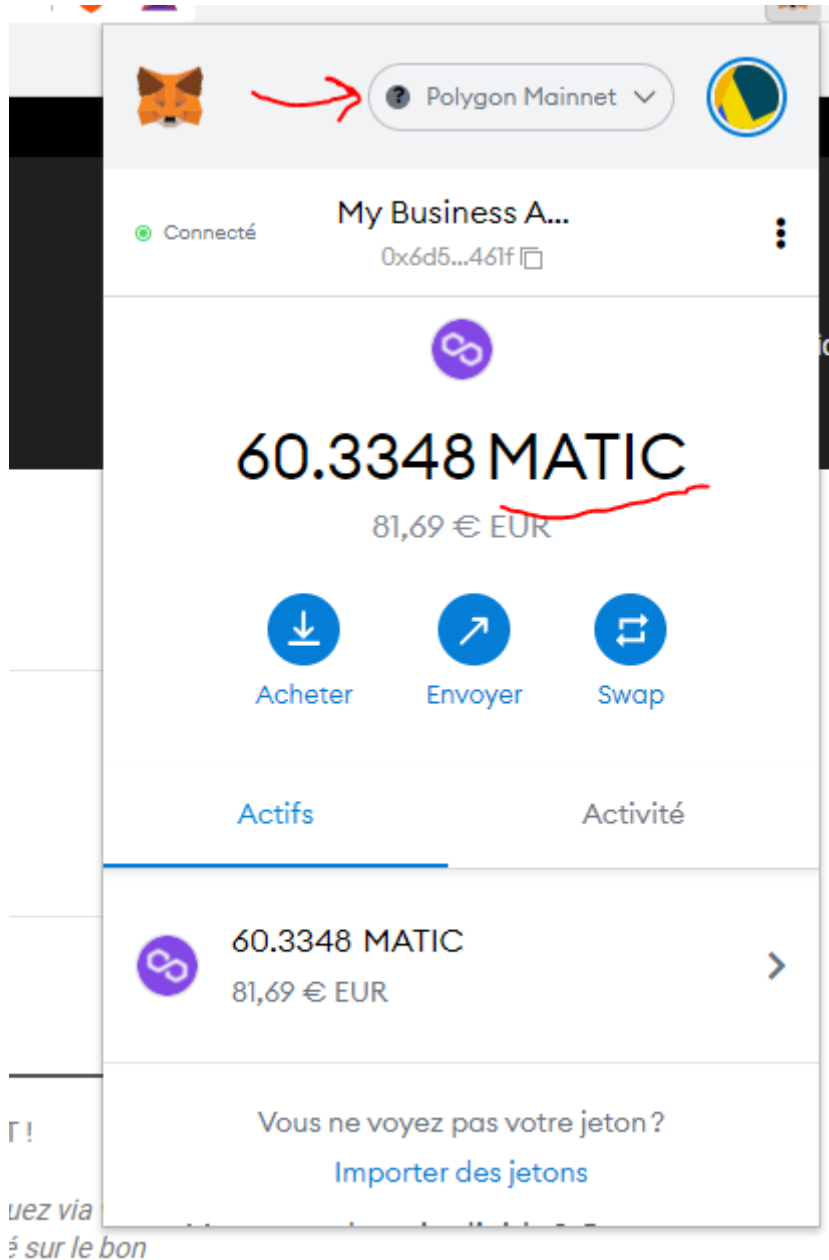 Polygon Mainnet
Connecté
My Business A...
0x6d5...461f
60.3348 MATIC
81,69 € EUR
Acheter
Envoyer
Swap
Actifs
Activité
60.3348 MATIC
81,69 € EUR
Vous ne voyez pas votre jeton ?
Importer des jetons
T !
uez via
é sur le bon